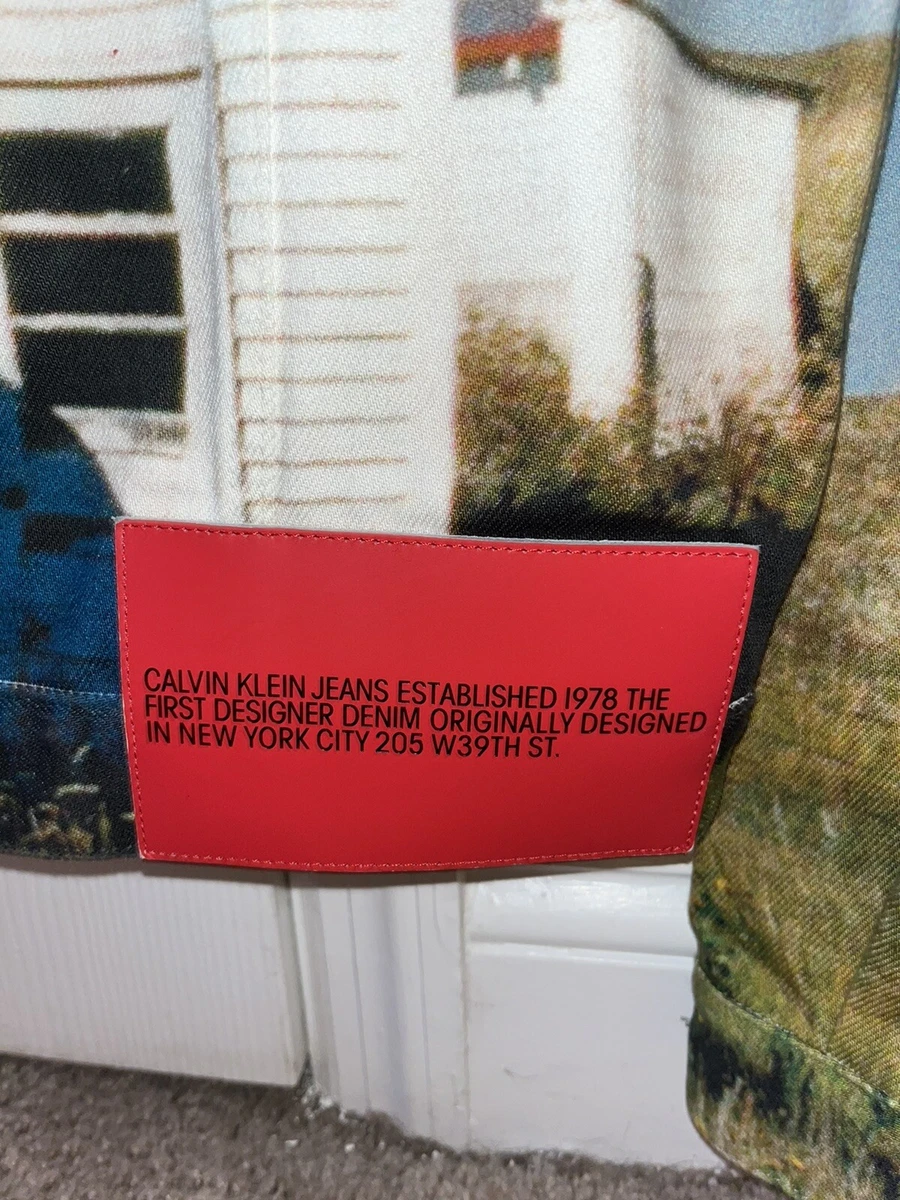 CALVIN KLEIN JEANS ESTABLISHED 1978 THE
FIRST DESIGNER DENIM ORIGINALLY DESIGNED
IN NEW YORK CITY 205 W39TH ST.